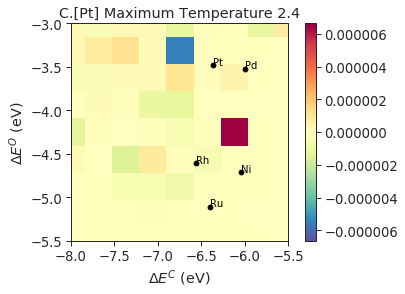 C.[Pt] Maximum Temperature 2.4
−3.0
−3.5
−4.0
−4.5
−5.0
−5.5
ΔE^O (eV)
Pt
Pd
Rh
Ni
Ru
−8.0 −7.5 −7.0 −6.5 −6.0 −5.5
ΔE^C (eV)
0.000006
0.000004
0.000002
0.000000
−0.000002
−0.000004
−0.000006